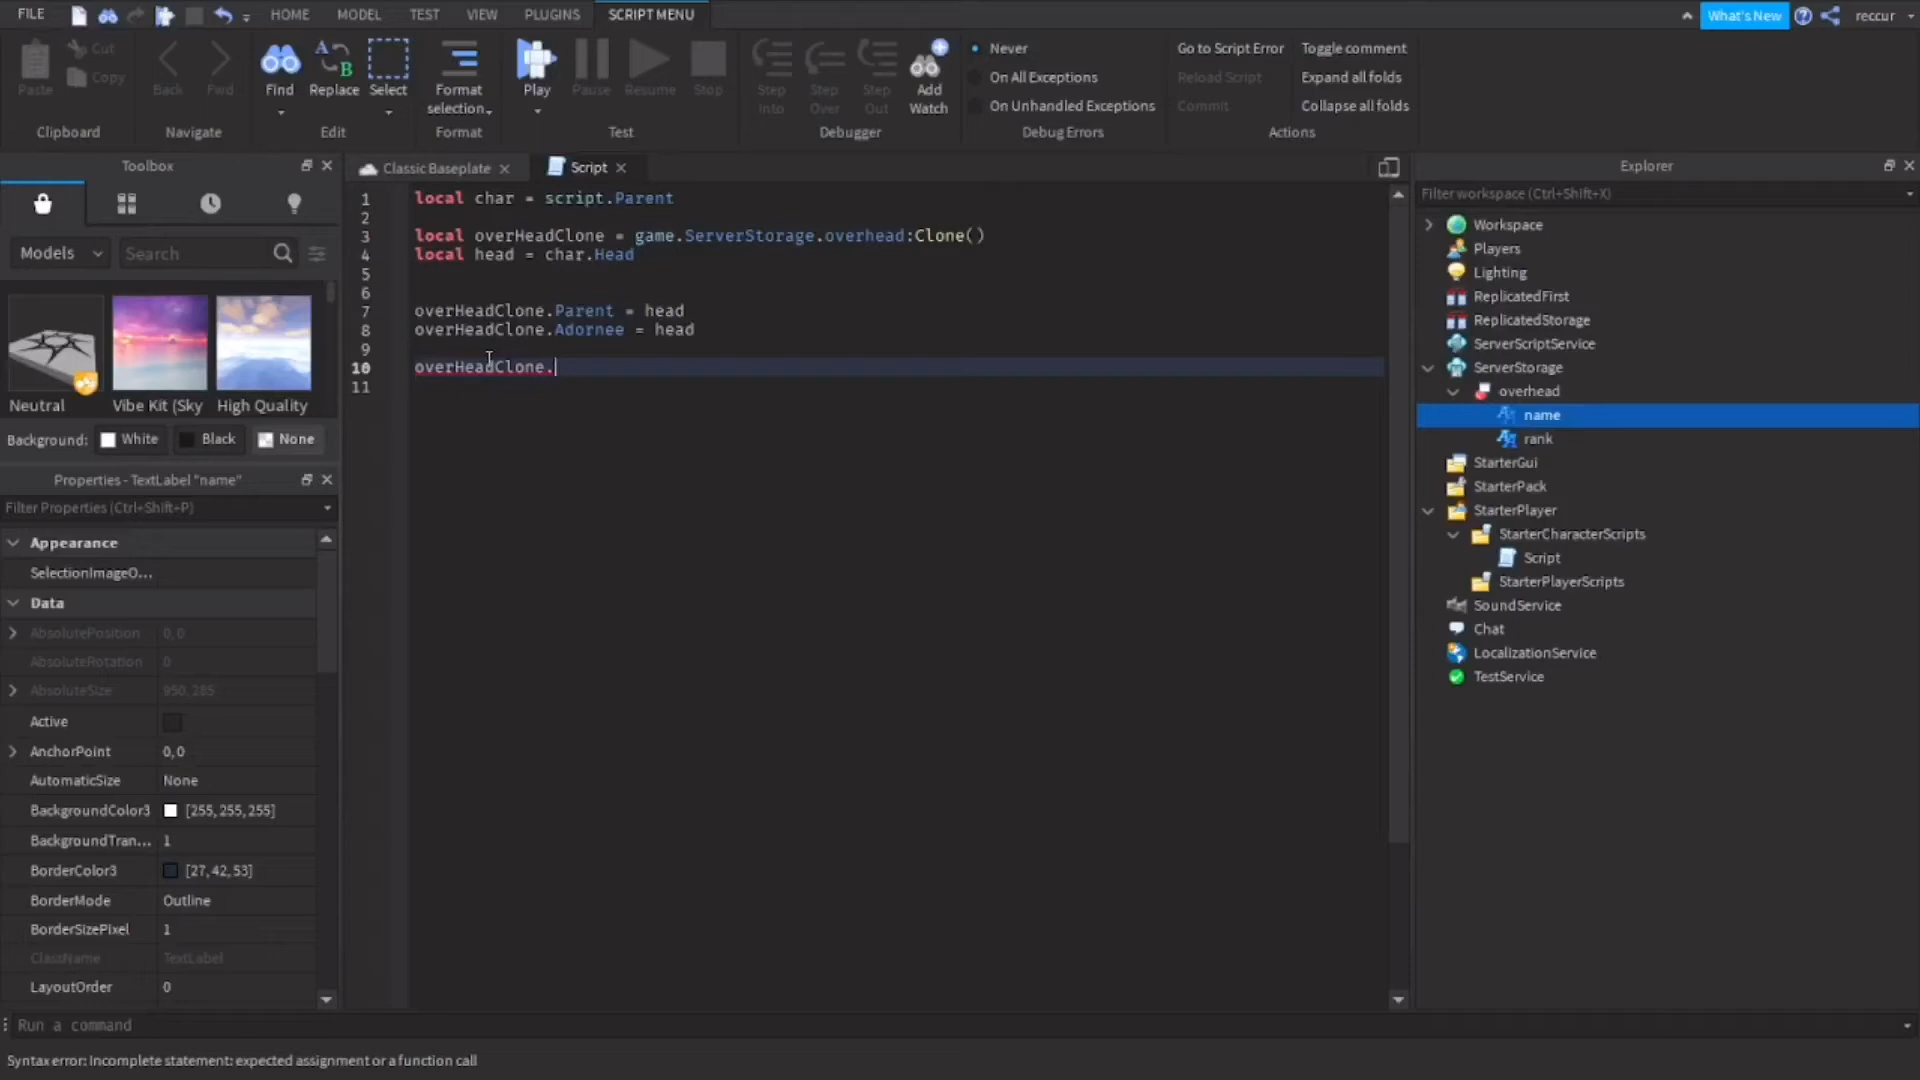 FILE HOME MODEL TEST VIEW PLUGINS SCRIPT MENU What's New reccur
Paste Cut Copy
Clipboard
Back Fwd
Navigate
Find Replace Select
Edit
Format selection
Format
Play Pause Resume Stop
Test
Step Into Step Over Step Out Add Watch
Debugger
Never
On All Exceptions
On Unhandled Exceptions
Debug Errors
Go to Script Error Toggle comment
Reload Script Expand all folds
Commit Collapse all folds
Actions
Toolbox
Models Search
Neutral Vibe Kit (Sky High Quality
Background: White Black None
Properties - TextLabel "name"
Filter Properties (Ctrl+Shift+P)
Appearance
SelectionImageO...
Data
AbsolutePosition 0, 0
AbsoluteRotation 0
AbsoluteSize 950, 285
Active
AnchorPoint 0, 0
AutomaticSize None
BackgroundColor3 [255, 255, 255]
BackgroundTran... 1
BorderColor3 [27, 42, 53]
BorderMode Outline
BorderSizePixel 1
ClassName TextLabel
LayoutOrder 0
Classic Baseplate Script
1 local char = script.Parent
2
3 local overHeadClone = game.ServerStorage.overhead:Clone()
4 local head = char.Head
5
6
7 overHeadClone.Parent = head
8 overHeadClone.Adornee = head
9
10 overHeadClone.
11
Explorer
Filter workspace (Ctrl+Shift+X)
Workspace
Players
Lighting
ReplicatedFirst
ReplicatedStorage
ServerScriptService
ServerStorage
overhead
name
rank
StarterGui
StarterPack
StarterPlayer
StarterCharacterScripts
Script
StarterPlayerScripts
SoundService
Chat
LocalizationService
TestService
Run a command
Syntax error: Incomplete statement: expected assignment or a function call